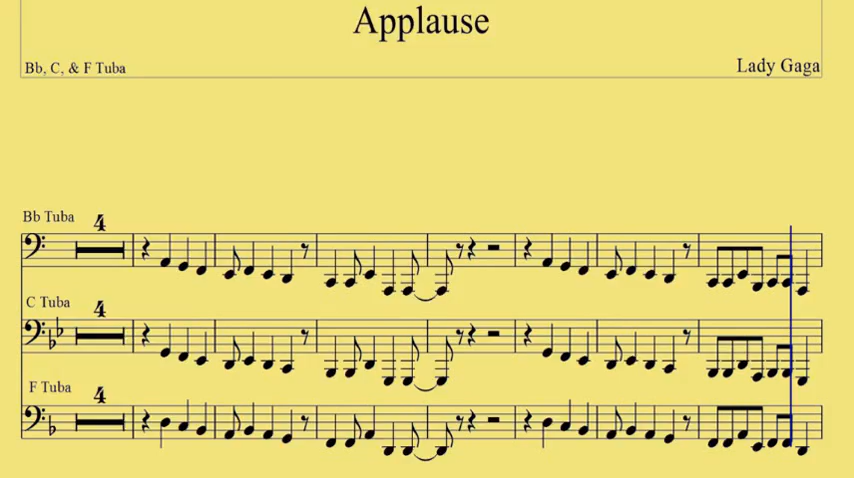 Applause
Bb, C, & F Tuba
Lady Gaga
Bb Tuba
4
C Tuba
4
F Tuba
4